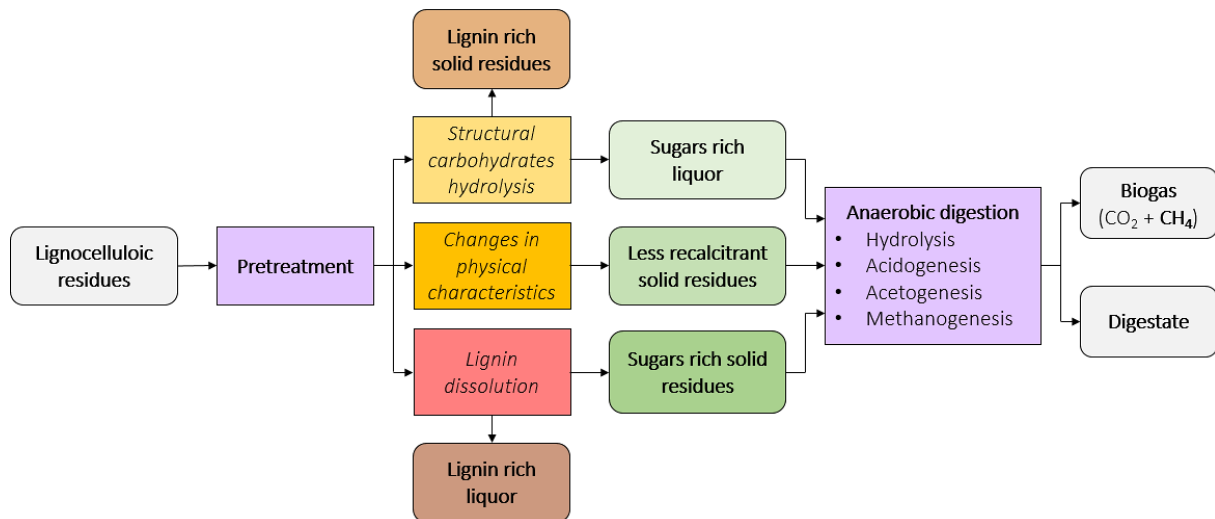 Lignin rich
solid residues
Structural
carbohydrates
hydrolysis
Sugars rich
liquor
Lignocelluloic
residues
Pretreatment
Changes in
physical
characteristics
Less recalcitrant
solid residues
Anaerobic digestion
• Hydrolysis
• Acidogenesis
• Acetogenesis
• Methanogenesis
Biogas
(CO₂ + CH₄)
Digestate
Lignin
dissolution
Sugars rich solid
residues
Lignin rich
liquor